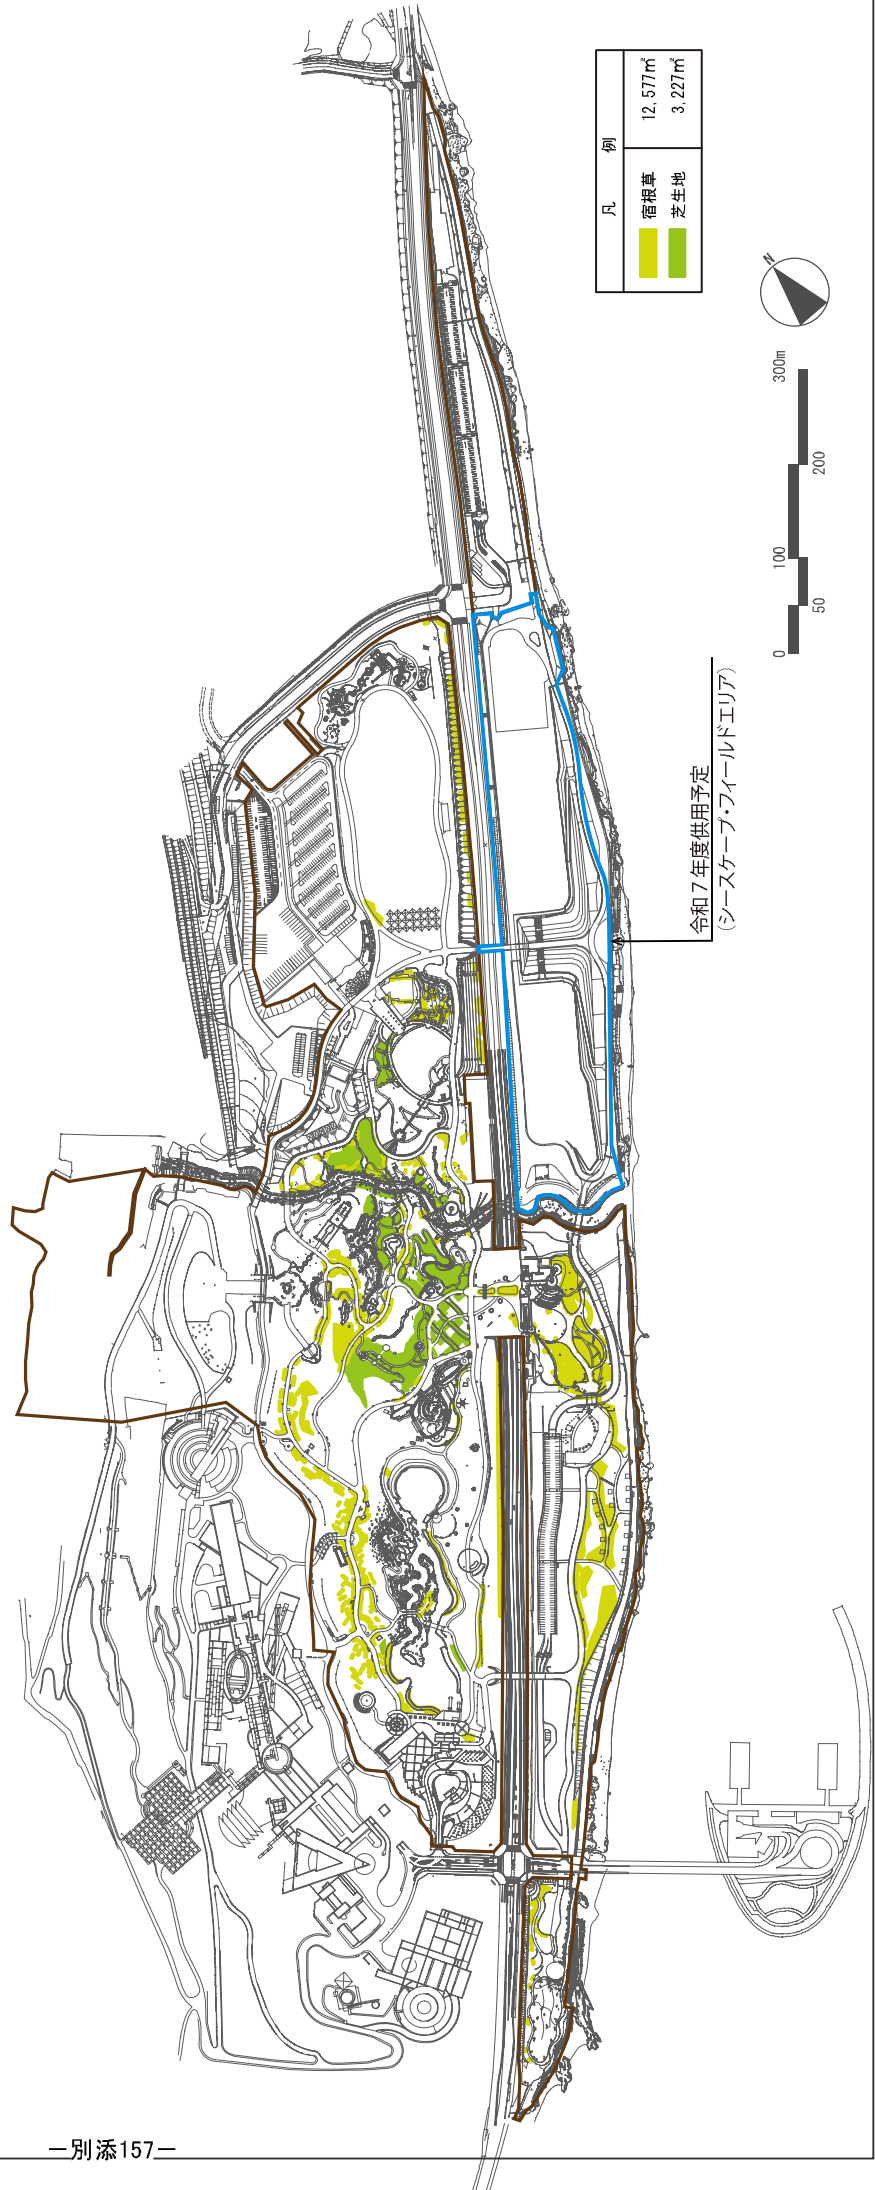 凡 例
宿根草 12,577㎡
芝生地 3,227㎡
N
0 50 100 200 300m
令和7年度供用予定
(シースケープ・フィールドエリア)
－別添157－